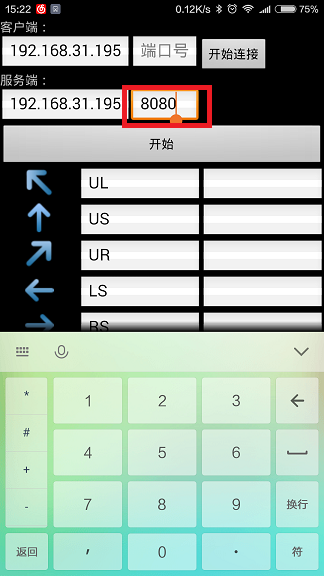 15:22 0.12K/s 75%
客户端：
192.168.31.195 端口号 开始连接
服务端：
192.168.31.195 8080
开始
UL
US
UR
LS
RS
* 1 2 3
# 4 5 6
+
- 7 8 9 换行
返回 , 0 . 符